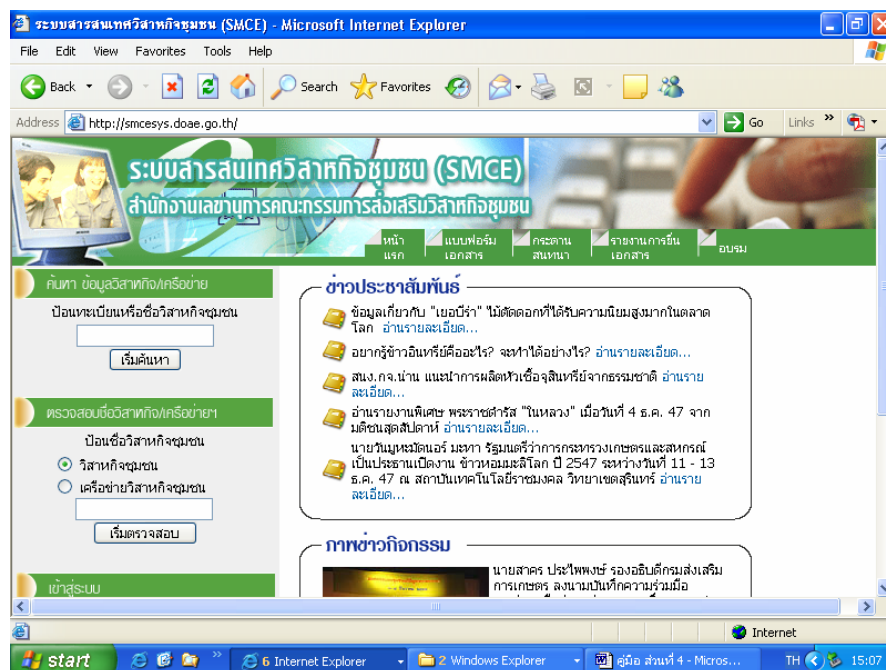 ระบบสารสนเทศวิสาหกิจชุมชน (SMCE) - Microsoft Internet Explorer
File Edit View Favorites Tools Help
Back Search Favorites
Address http://smcesys.doae.go.th/ Go Links »
ระบบสารสนเทศวิสาหกิจชุมชน (SMCE)
สำนักงานเลขานุการคณะกรรมการส่งเสริมวิสาหกิจชุมชน
หน้าแรก แบบฟอร์มเอกสาร กระดานสนทนา รายงานการยื่นเอกสาร อบรม
ค้นหา ข้อมูลวิสาหกิจ/เครือข่าย
ป้อนทะเบียนหรือชื่อวิสาหกิจชุมชน
เริ่มค้นหา
ตรวจสอบชื่อวิสาหกิจ/เครือข่ายฯ
ป้อนชื่อวิสาหกิจชุมชน
วิสาหกิจชุมชน
เครือข่ายวิสาหกิจชุมชน
เริ่มตรวจสอบ
เข้าสู่ระบบ
ข่าวประชาสัมพันธ์
ข้อมูลเกี่ยวกับ "เยอบีร่า" ไม้ตัดดอกที่ได้รับความนิยมสูงมากในตลาด
โลก อ่านรายละเอียด...
อยากรู้ข้าวอินทรีย์คืออะไร? จะทำได้อย่างไร? อ่านรายละเอียด...
สนง.กจ.น่าน แนะนำการผลิตหัวเชื้อจุลินทรีย์จากธรรมชาติ อ่านราย
ละเอียด...
อ่านรายงานพิเศษ พระราชดำรัส "ในหลวง" เมื่อวันที่ 4 ธ.ค. 47 จาก
มติชนสุดสัปดาห์ อ่านรายละเอียด...
นายวันมูหะมัดนอร์ มะทา รัฐมนตรีว่าการกระทรวงเกษตรและสหกรณ์
เป็นประธานเปิดงาน ข้าวหอมมะลิโลก ปี 2547 ระหว่างวันที่ 11 - 13
ธ.ค. 47 ณ สถาบันเทคโนโลยีราชมงคล วิทยาเขตสุรินทร์ อ่านราย
ละเอียด...
ภาพข่าวกิจกรรม
นายสาคร ประไพพงษ์ รองอธิบดีกรมส่งเสริม
การเกษตร ลงนามบันทึกความร่วมมือ
Internet
start » 6 Internet Explorer 2 Windows Explorer คู่มือ ส่วนที่ 4 - Micros... TH 15:07